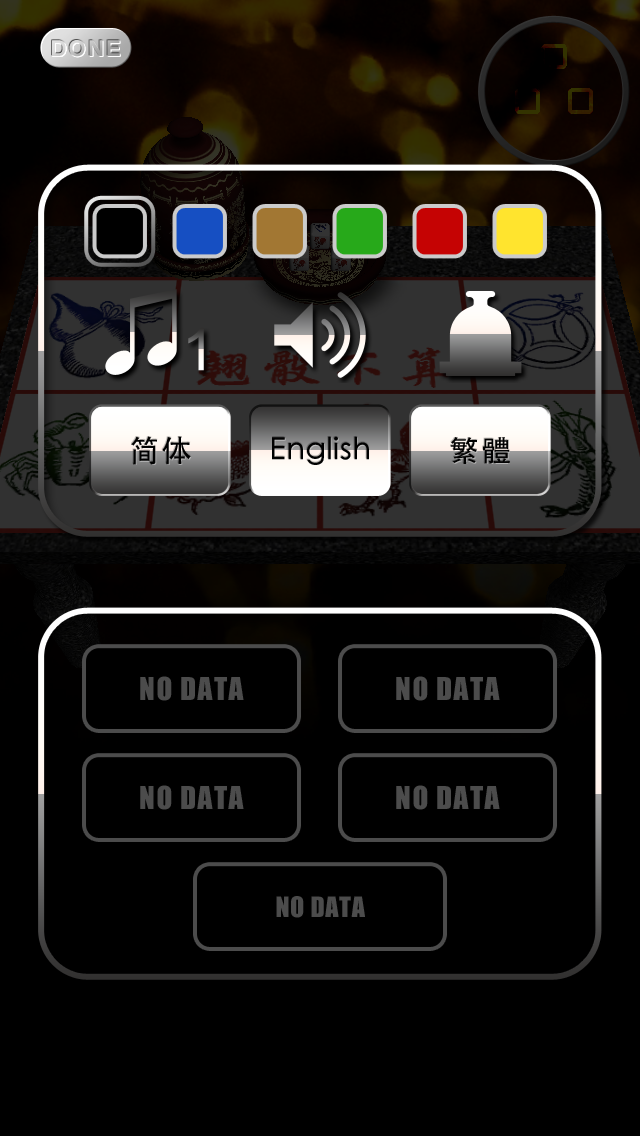 DONE
1
翹骰不算
简体
English
繁體
NO DATA
NO DATA
NO DATA
NO DATA
NO DATA